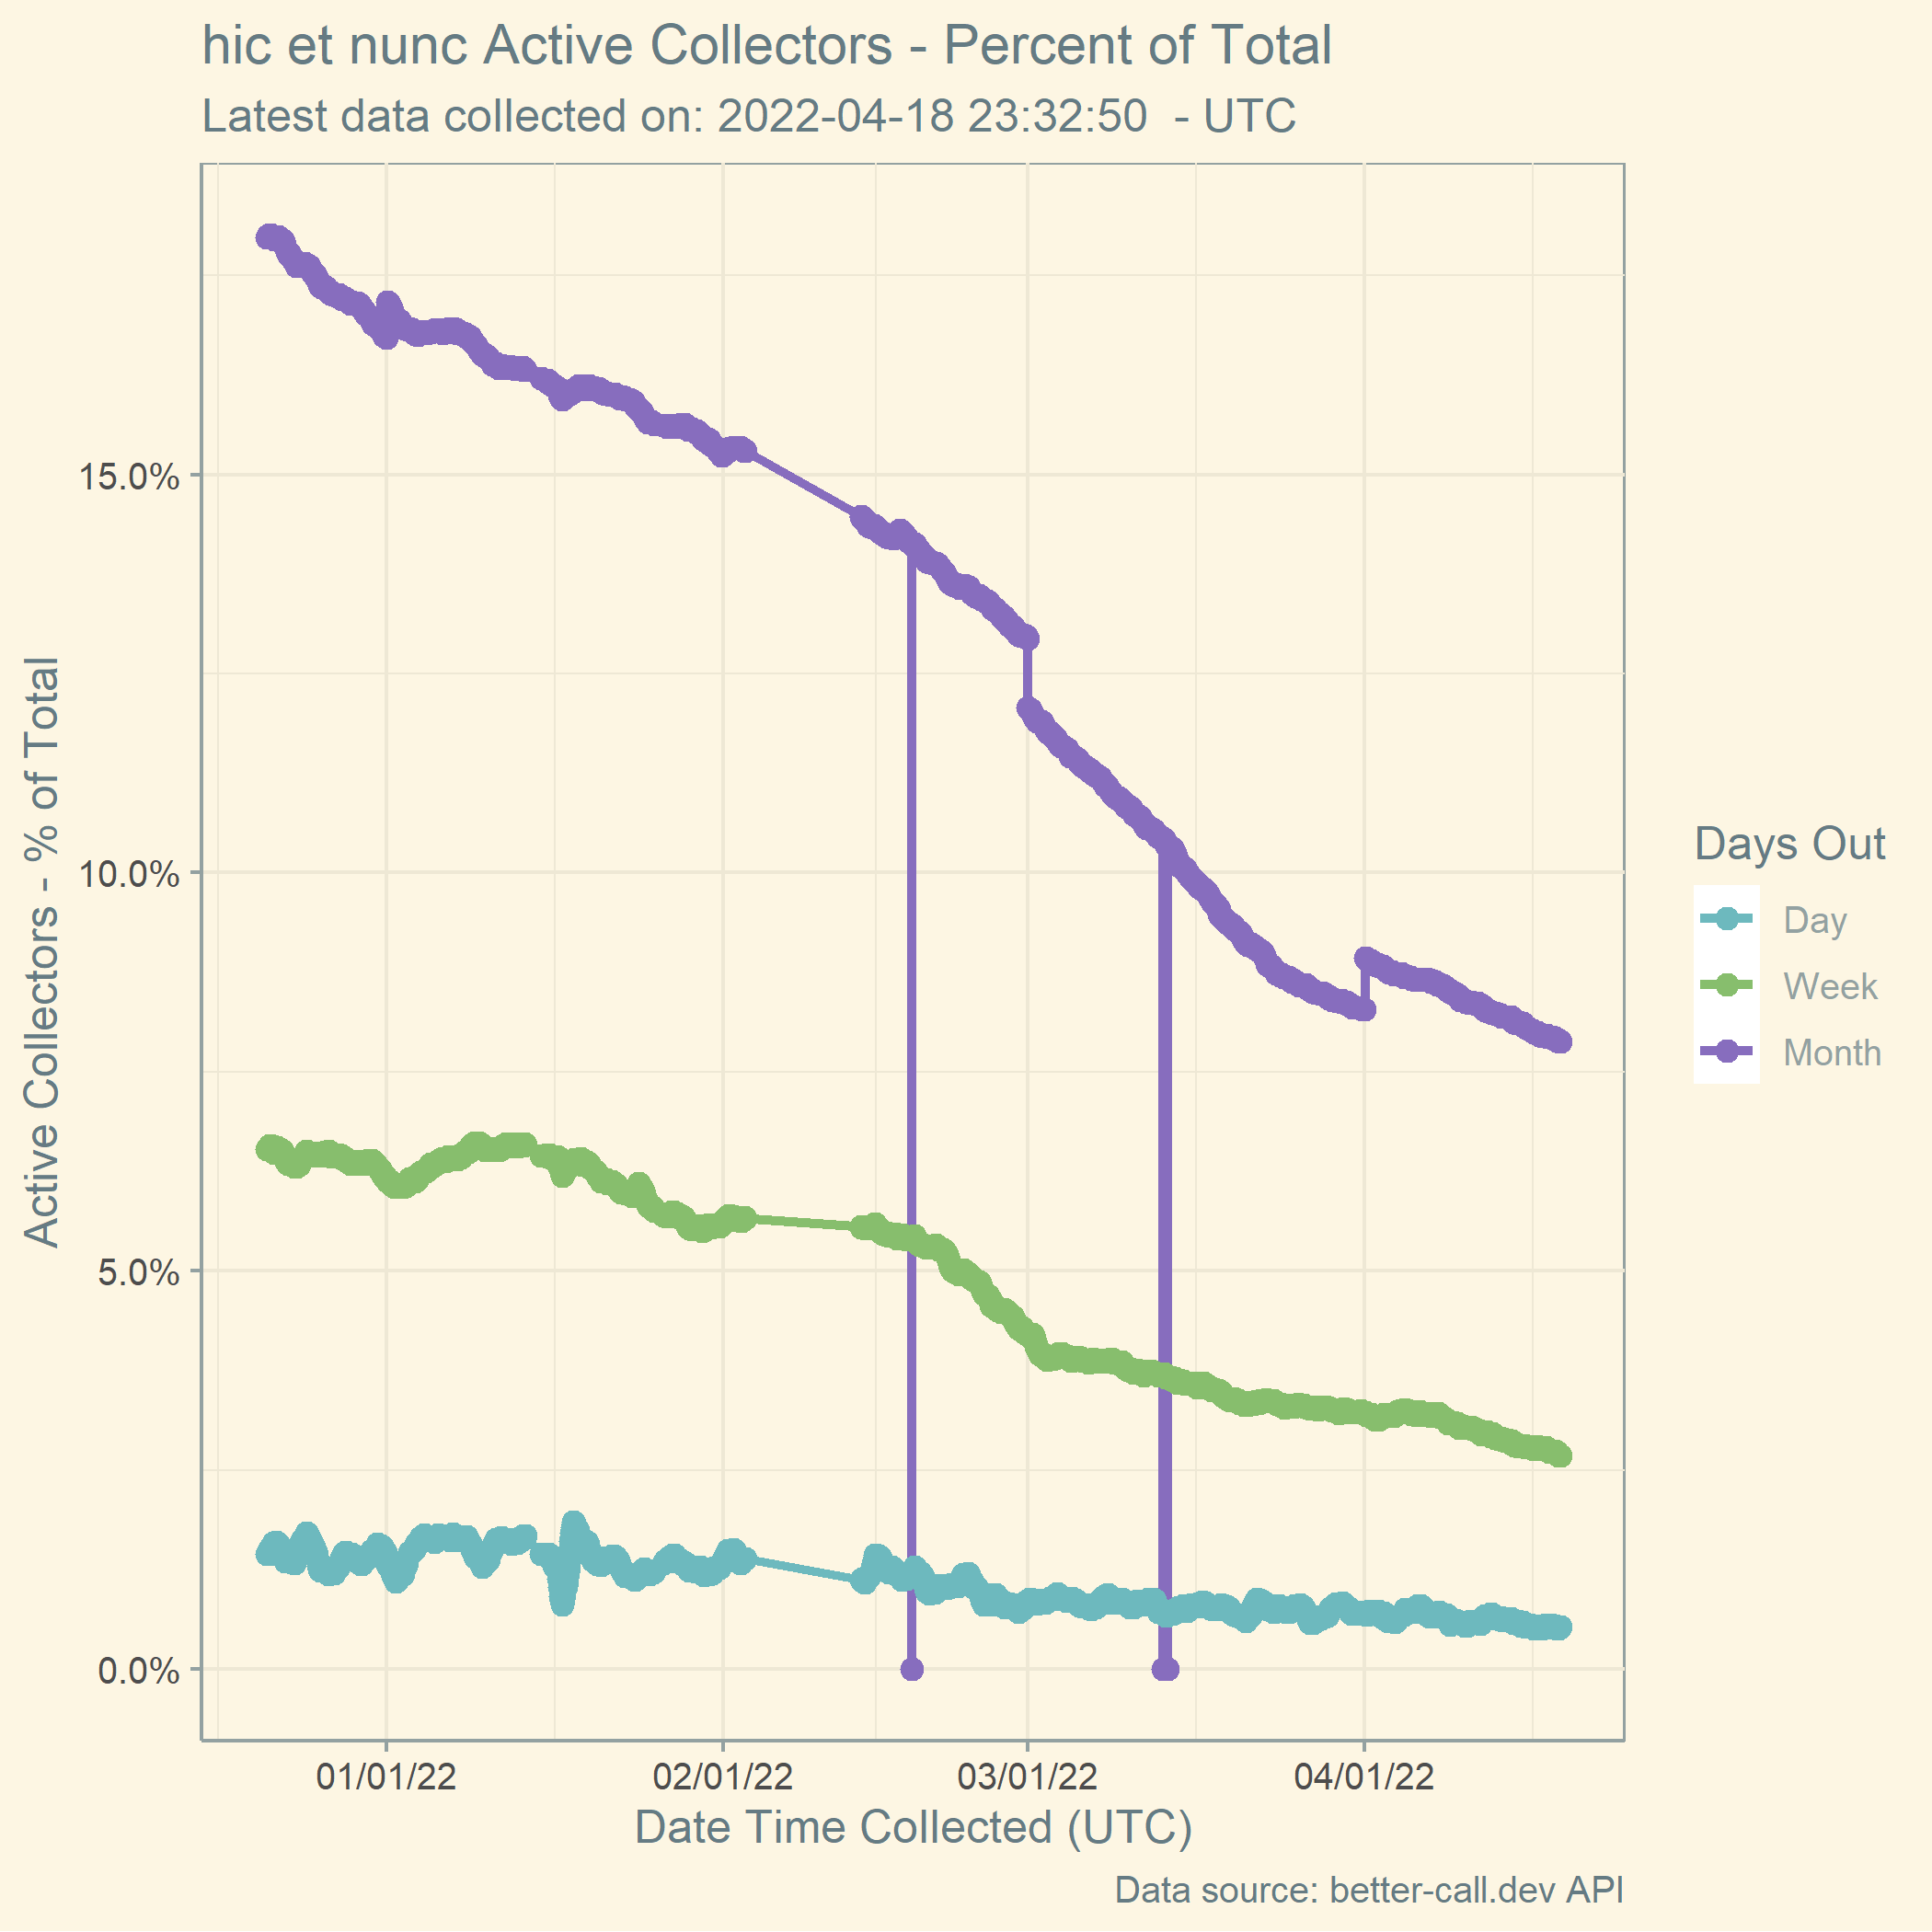 hic et nunc Active Collectors - Percent of Total
Latest data collected on: 2022-04-18 23:32:50  - UTC
Active Collectors - % of Total
15.0%
10.0%
5.0%
0.0%
01/01/22
02/01/22
03/01/22
04/01/22
Date Time Collected (UTC)
Days Out
Day
Week
Month
Data source: better-call.dev API